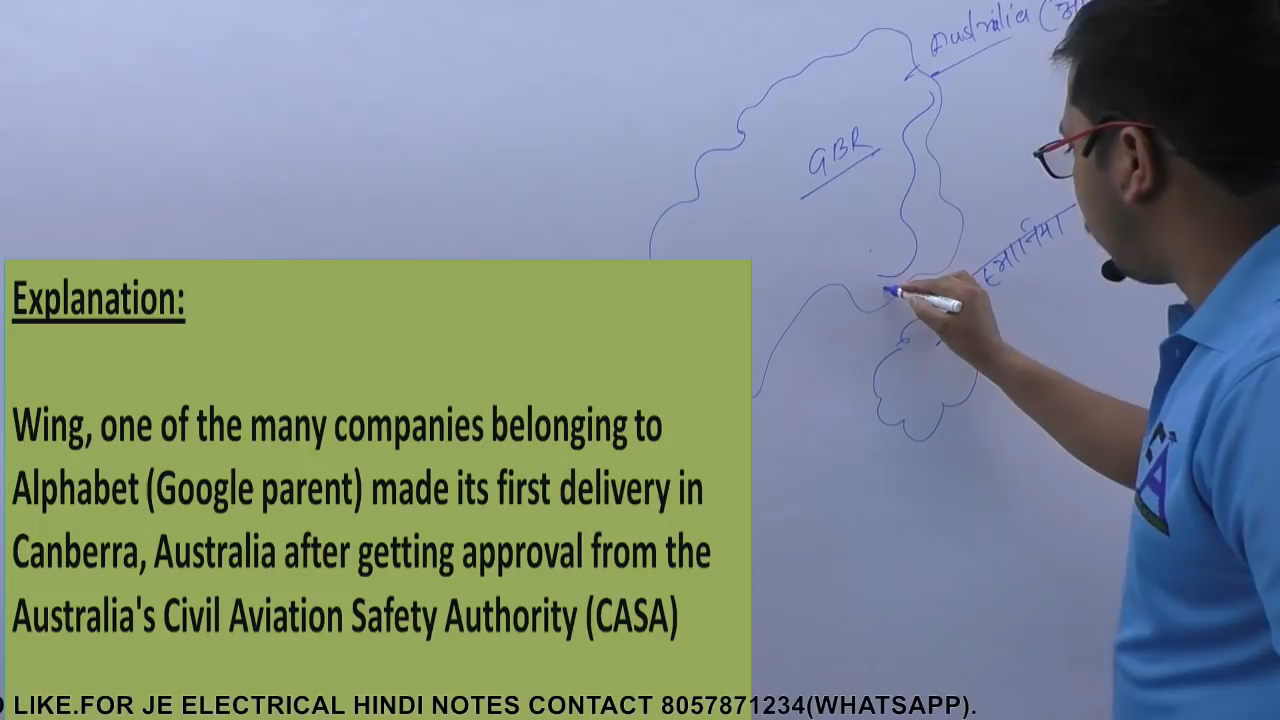 Australia
GBR
Explanation:
Wing, one of the many companies belonging to
Alphabet (Google parent) made its first delivery in
Canberra, Australia after getting approval from the
Australia's Civil Aviation Safety Authority (CASA)
LIKE.FOR JE ELECTRICAL HINDI NOTES CONTACT 8057871234(WHATSAPP).